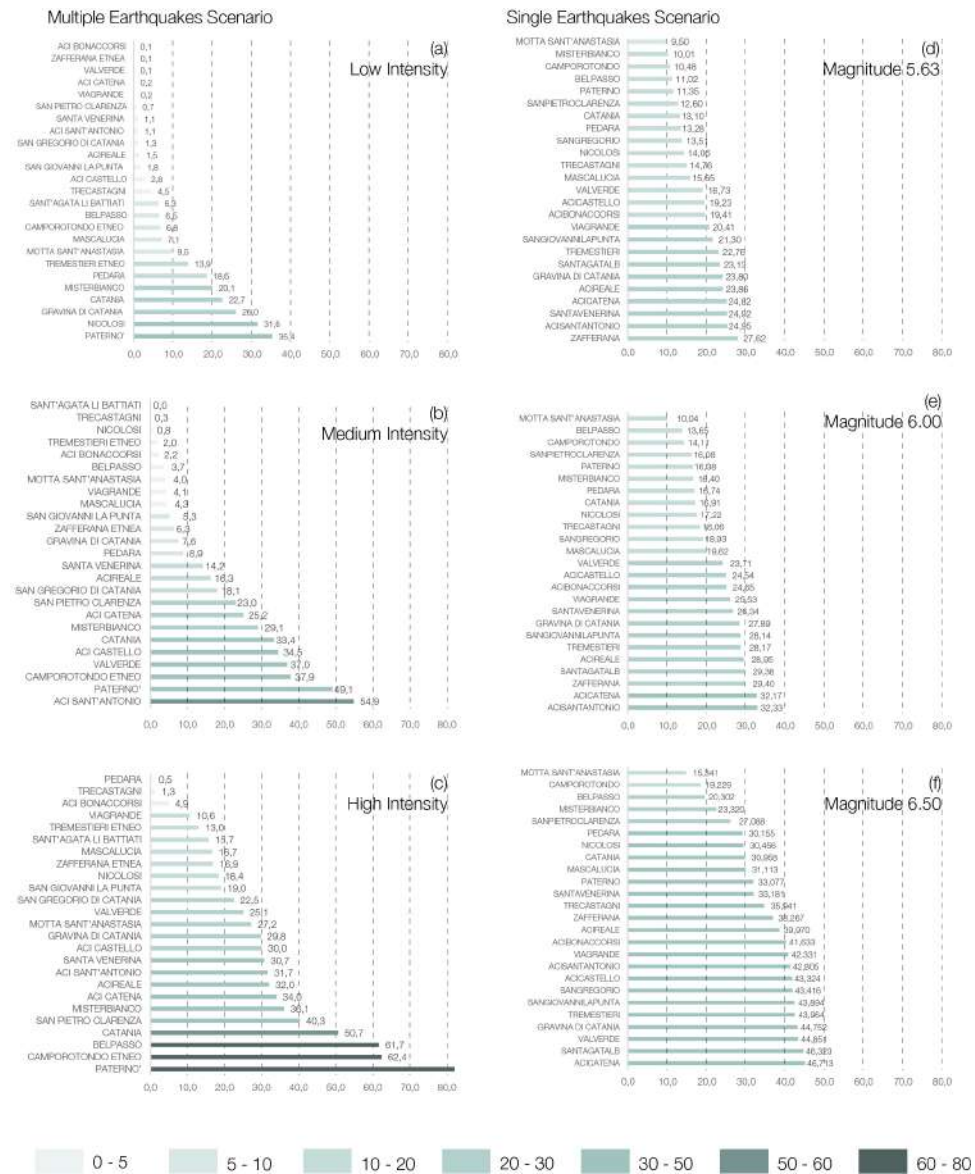 Multiple Earthquakes Scenario
(a)
Low Intensity
ACI BONACCORSI 0,1
ZAFFERANA ETNEA 0,1
VALVERDE 0,1
ACI CATENA 0,2
VIAGRANDE 0,2
SAN PIETRO CLARENZA 0,7
SANTA VENERINA 1,1
ACI SANT'ANTONIO 1,1
SAN GREGORIO DI CATANIA 1,3
ACIREALE 1,5
SAN GIOVANNI LA PUNTA 1,8
ACI CASTELLO 2,8
TRECASTAGNI 4,5
SANT'AGATA LI BATTIATI 6,3
BELPASSO 6,5
CAMPOROTONDO ETNEO 6,8
MASCALUCIA 7,1
MOTTA SANT'ANASTASIA
TREMESTIERI ETNEO 13,9
PEDARA 18,6
MISTERBIANCO 20,1
CATANIA 22,7
GRAVINA DI CATANIA 26,0
NICOLOSI 31,6
PATERNO' 35,4
0,0 10,0 20,0 30,0 40,0 50,0 60,0 70,0 80,0
(b)
Medium Intensity
SANT'AGATA LI BATTIATI 0,0
TRECASTAGNI 0,3
NICOLOSI 0,8
TREMESTIERI ETNEO 2,0
ACI BONACCORSI 2,2
BELPASSO 3,7
MOTTA SANT'ANASTASIA 4,0
VIAGRANDE 4,1
MASCALUCIA 4,3
SAN GIOVANNI LA PUNTA 5,3
ZAFFERANA ETNEA 6,3
GRAVINA DI CATANIA 7,6
PEDARA 8,9
SANTA VENERINA 14,2
ACIREALE 16,3
SAN GREGORIO DI CATANIA 18,1
SAN PIETRO CLARENZA 23,0
ACI CATENA 25,2
MISTERBIANCO 29,1
CATANIA 33,4
ACI CASTELLO 34,5
VALVERDE 37,0
CAMPOROTONDO ETNEO 37,9
PATERNO' 49,1
ACI SANT'ANTONIO 54,9
0,0 10,0 20,0 30,0 40,0 50,0 60,0 70,0 80,0
(c)
High Intensity
PEDARA 0,5
TRECASTAGNI 1,3
ACI BONACCORSI 4,9
VIAGRANDE 10,6
TREMESTIERI ETNEO 13,0
SANT'AGATA LI BATTIATI 15,7
MASCALUCIA 16,7
ZAFFERANA ETNEA 16,9
NICOLOSI 18,4
SAN GIOVANNI LA PUNTA 19,0
SAN GREGORIO DI CATANIA 22,5
VALVERDE 25,1
MOTTA SANT'ANASTASIA 27,2
GRAVINA DI CATANIA 29,8
ACI CASTELLO 30,0
SANTA VENERINA 30,7
ACI SANT'ANTONIO 31,7
ACIREALE 32,0
ACI CATENA 34,0
MISTERBIANCO 36,1
SAN PIETRO CLARENZA 40,3
CATANIA 50,7
BELPASSO 61,7
CAMPOROTONDO ETNEO 62,4
PATERNO'
0,0 10,0 20,0 30,0 40,0 50,0 60,0 70,0 80,0
Single Earthquakes Scenario
(d)
Magnitude 5.63
MOTTA SANT'ANASTASIA 9,50
MISTERBIANCO 10,01
CAMPOROTONDO 10,46
BELPASSO 11,02
PATERNO 11,35
SANPIETROCLARENZA 12,60
CATANIA 13,10
PEDARA 13,28
SANGREGORIO 13,51
NICOLOSI 14,06
TRECASTAGNI 14,76
MASCALUCIA 15,65
VALVERDE 18,73
ACICASTELLO 19,23
ACIBONACCORSI 19,41
VIAGRANDE 20,41
SANGIOVANNILAPUNTA 21,30
TREMESTIERI 22,76
SANTAGATALB 23,13
GRAVINA DI CATANIA 23,80
ACIREALE 23,86
ACICATENA 24,82
SANTAVENERINA 24,92
ACISANTANTONIO 24,95
ZAFFERANA 27,62
0,0 10,0 20,0 30,0 40,0 50,0 60,0 70,0 80,0
(e)
Magnitude 6.00
MOTTA SANT'ANASTASIA 10,04
BELPASSO 13,65
CAMPOROTONDO 14,11
SANPIETROCLARENZA 16,08
PATERNO
MISTERBIANCO
PEDARA 16,74
CATANIA 16,91
NICOLOSI 17,22
TRECASTAGNI 18,06
SANGREGORIO 18,93
MASCALUCIA 19,62
VALVERDE 23,71
ACICASTELLO 24,54
ACIBONACCORSI 24,65
VIAGRANDE 25,53
SANTAVENERINA 26,34
GRAVINA DI CATANIA 27,89
SANGIOVANNILAPUNTA 28,14
TREMESTIERI 28,17
ACIREALE 28,95
SANTAGATALB 29,36
ZAFFERANA 29,40
ACICATENA 32,17
ACISANTANTONIO 32,33
0,0 10,0 20,0 30,0 40,0 50,0 60,0 70,0 80,0
(f)
Magnitude 6.50
MOTTA SANT'ANASTASIA 15,341
CAMPOROTONDO 19,229
BELPASSO 20,302
MISTERBIANCO 23,320
SANPIETROCLARENZA 27,088
PEDARA 30,155
NICOLOSI 30,456
CATANIA 30,968
MASCALUCIA 31,113
PATERNO 33,077
SANTAVENERINA 33,181
TRECASTAGNI 35,941
ZAFFERANA 38,267
ACIREALE 39,970
ACIBONACCORSI 41,633
VIAGRANDE 42,331
ACISANTANTONIO 42,805
ACICASTELLO 43,324
SANGREGORIO 43,416
SANGIOVANNILAPUNTA 43,894
TREMESTIERI 43,964
GRAVINA DI CATANIA 44,752
VALVERDE 44,851
SANTAGATALB 46,323
ACICATENA 46,713
0,0 10,0 20,0 30,0 40,0 50,0 60,0 70,0 80,0
0 - 5 5 - 10 10 - 20 20 - 30 30 - 50 50 - 60 60 - 80